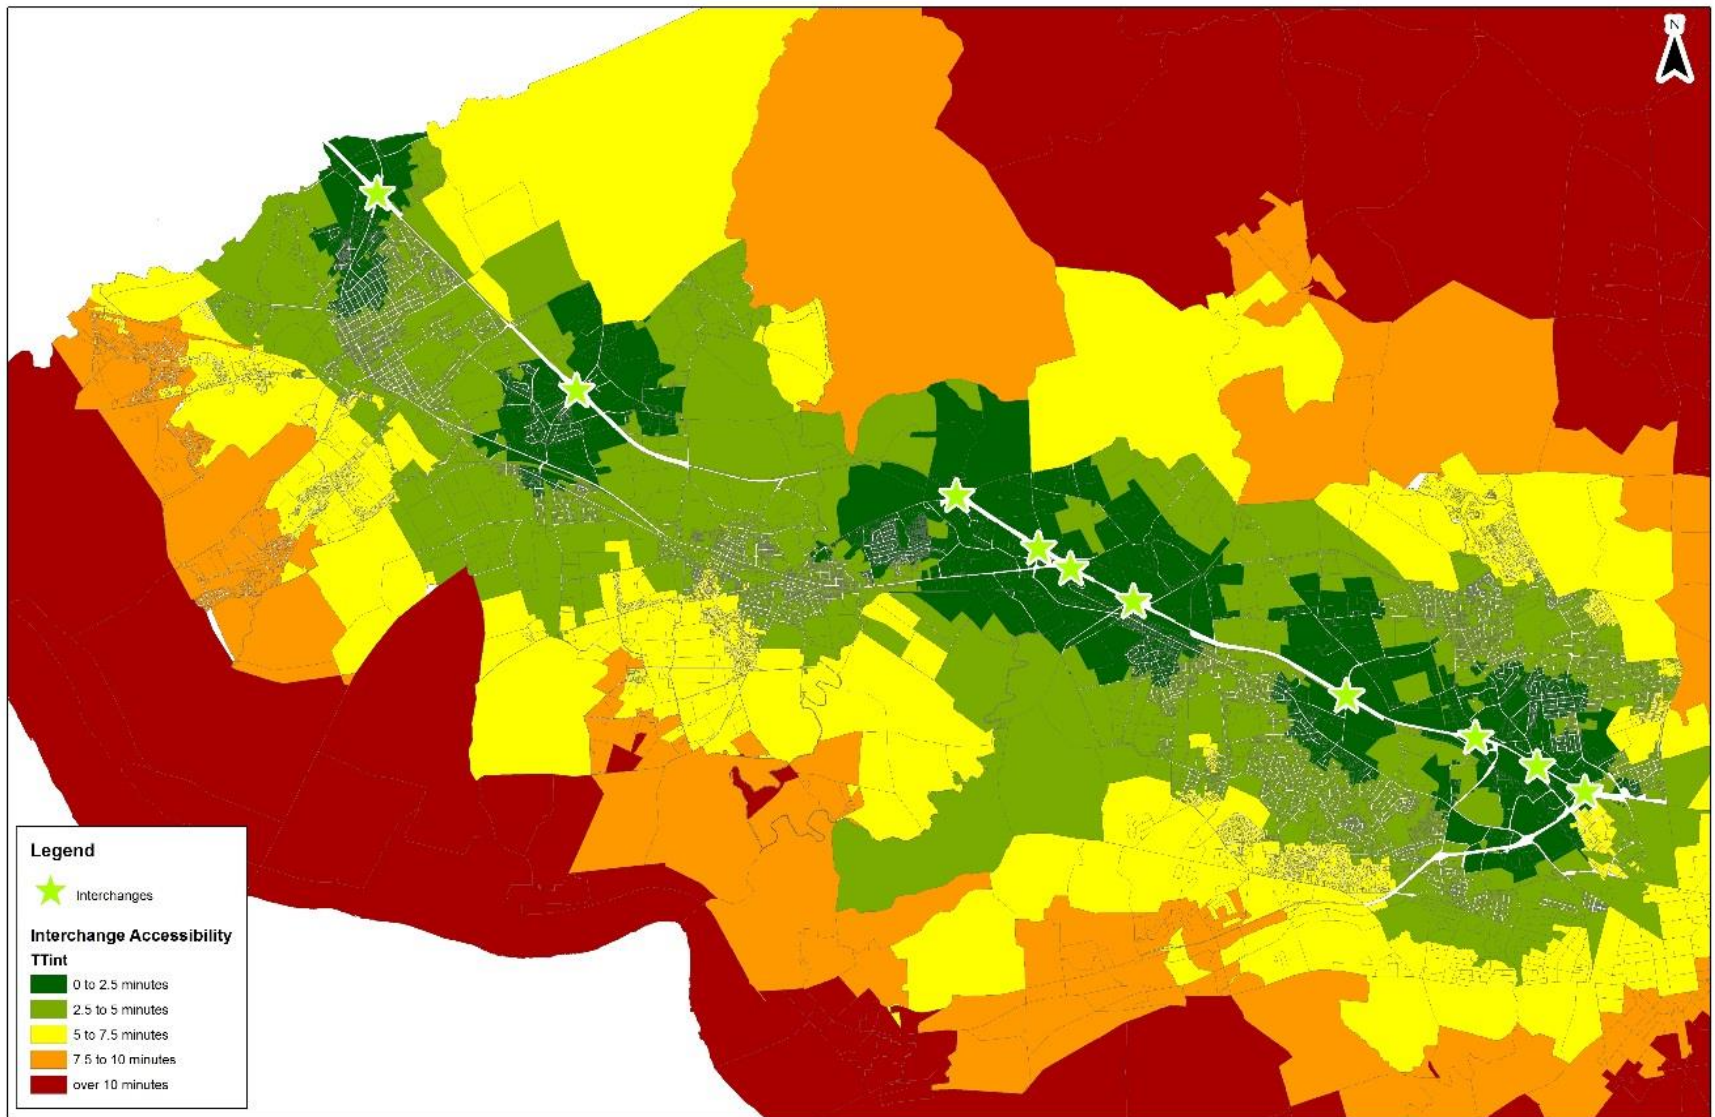 N
Legend
Interchanges
Interchange Accessibility
TTint
0 to 2.5 minutes
2.5 to 5 minutes
5 to 7.5 minutes
7.5 to 10 minutes
over 10 minutes